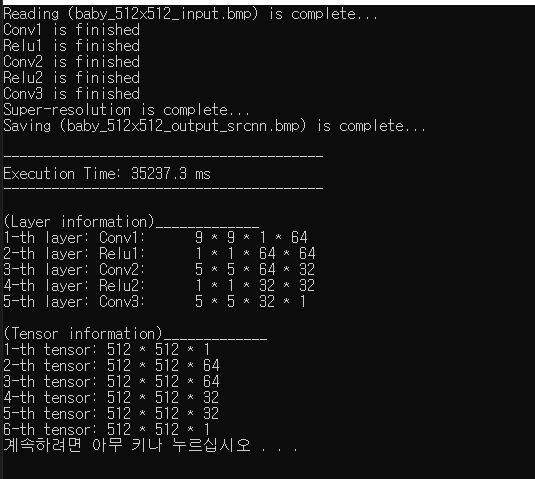 Reading (baby_512x512_input.bmp) is complete...
Conv1 is finished
Relu1 is finished
Conv2 is finished
Relu2 is finished
Conv3 is finished
Super-resolution is complete...
Saving (baby_512x512_output_srcnn.bmp) is complete...
----------------------------------------
Execution Time: 35237.3 ms
----------------------------------------
(Layer information)_____________
1-th layer: Conv1:      9 * 9 * 1 * 64
2-th layer: Relu1:      1 * 1 * 64 * 64
3-th layer: Conv2:      5 * 5 * 64 * 32
4-th layer: Relu2:      1 * 1 * 32 * 32
5-th layer: Conv3:      5 * 5 * 32 * 1
(Tensor information)_____________
1-th tensor: 512 * 512 * 1
2-th tensor: 512 * 512 * 64
3-th tensor: 512 * 512 * 64
4-th tensor: 512 * 512 * 32
5-th tensor: 512 * 512 * 32
6-th tensor: 512 * 512 * 1
계속하려면 아무 키나 누르십시오 . . .